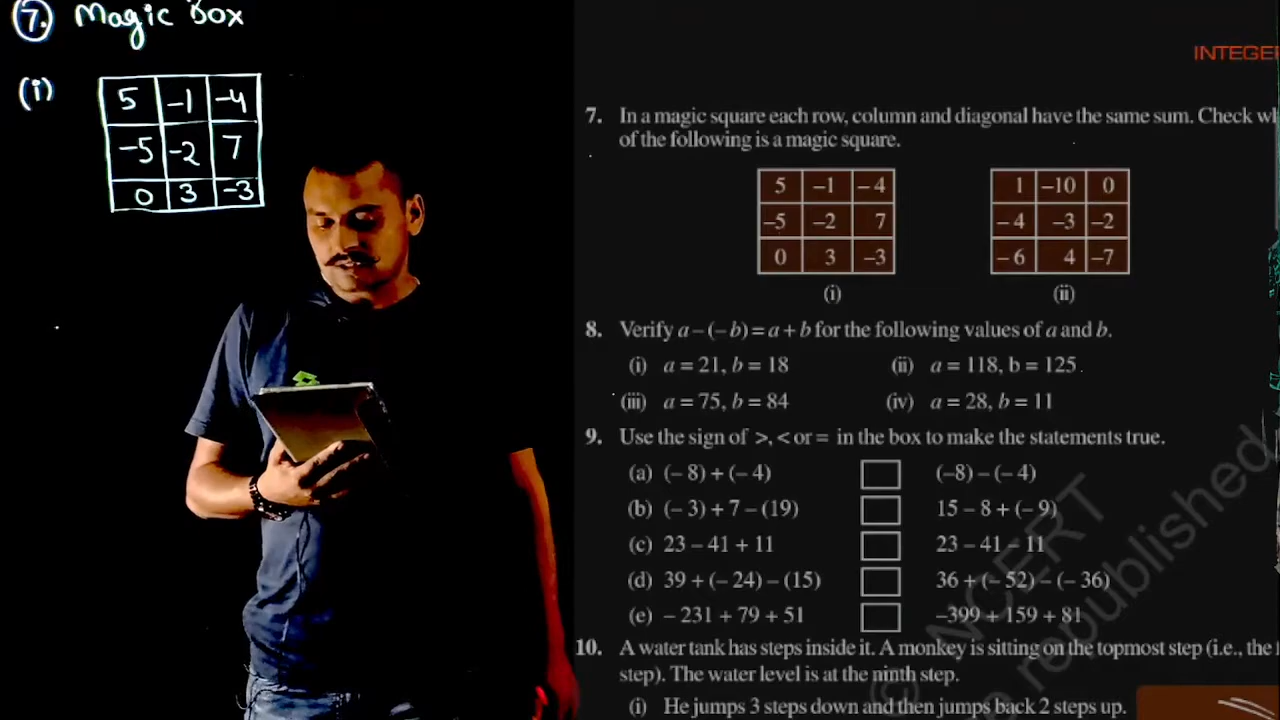 7. Magic Box
(i)
5 -1 -4
-5 -2 7
0 3 -3
INTEGER
7. In a magic square each row, column and diagonal have the same sum. Check wh
of the following is a magic square.
5 –1 – 4
–5 –2 7
0 3 –3
(i)
1 –10 0
– 4 –3 –2
– 6 4 –7
(ii)
8. Verify a – (– b) = a + b for the following values of a and b.
(i) a = 21, b = 18 (ii) a = 118, b = 125
(iii) a = 75, b = 84 (iv) a = 28, b = 11
9. Use the sign of >, < or = in the box to make the statements true.
(a) (– 8) + (– 4) (–8) – (– 4)
(b) (– 3) + 7 – (19) 15 – 8 + (– 9)
(c) 23 – 41 + 11 23 – 41 – 11
(d) 39 + (– 24) – (15) 36 + (– 52) – (– 36)
(e) – 231 + 79 + 51 –399 + 159 + 81
10. A water tank has steps inside it. A monkey is sitting on the topmost step (i.e., the
step). The water level is at the ninth step.
(i) He jumps 3 steps down and then jumps back 2 steps up.
© NCERT
republished